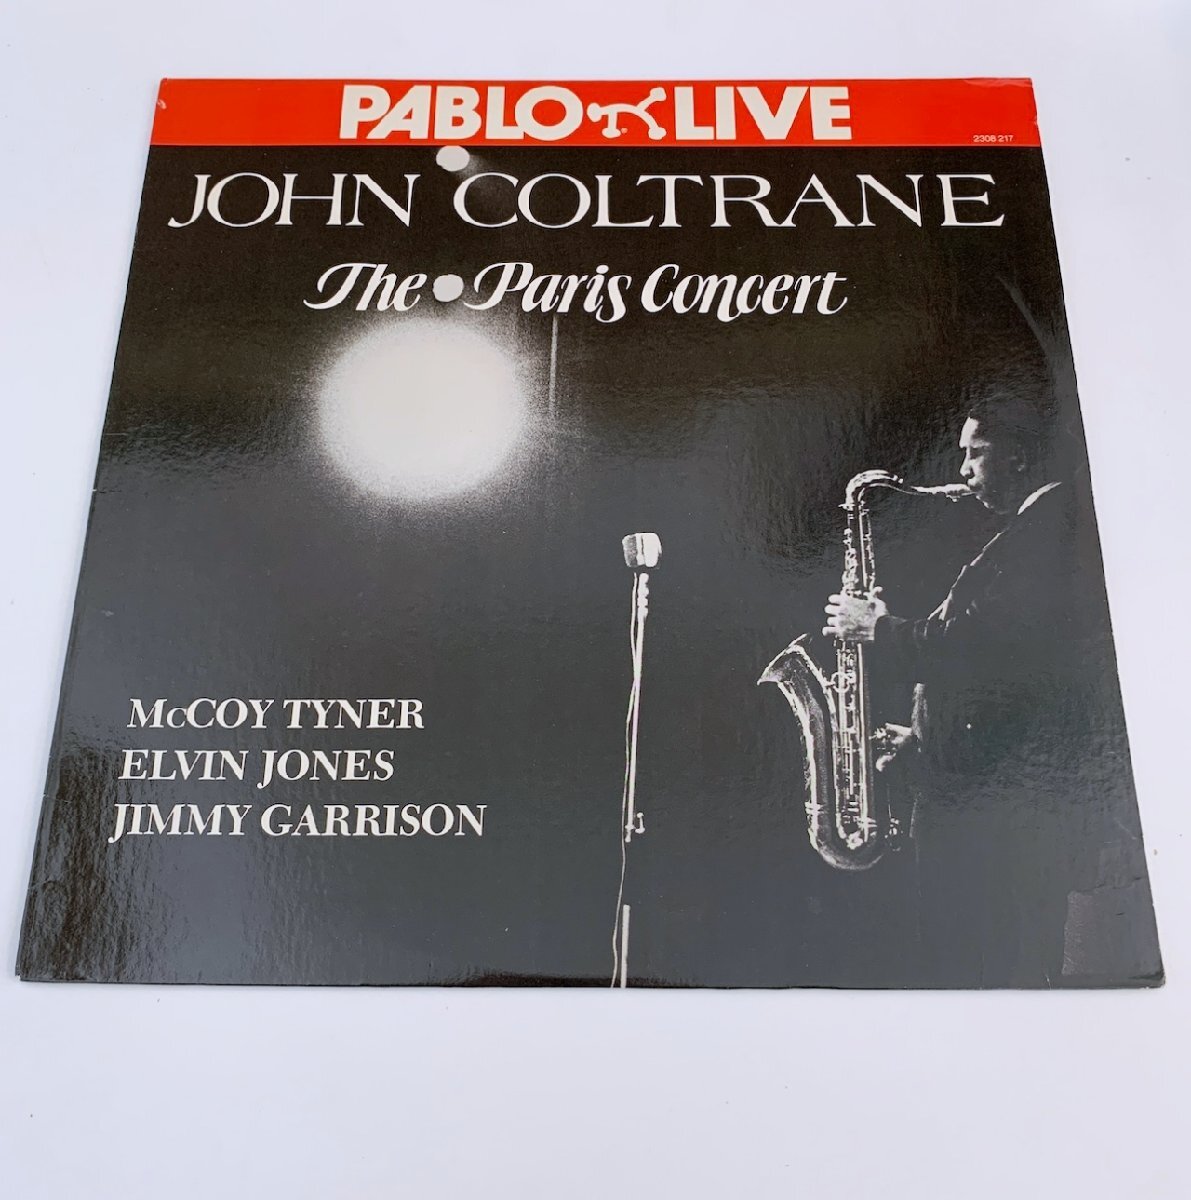 PABLO LIVE
2308 217
JOHN COLTRANE
The Paris Concert
McCOY TYNER
ELVIN JONES
JIMMY GARRISON